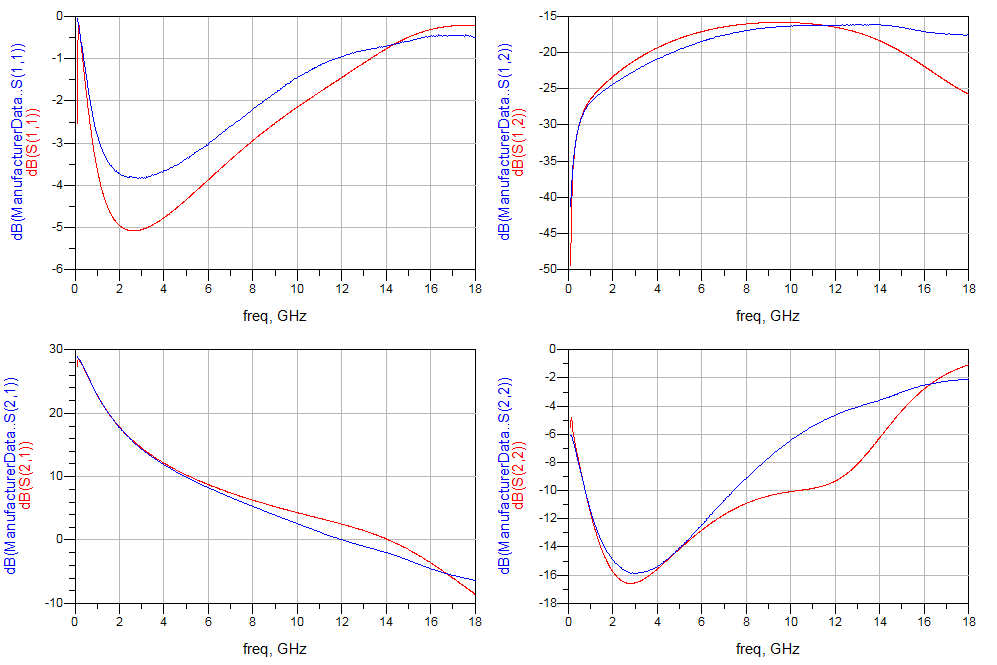 dB(ManufacturerData..S(1,1))
dB(S(1,1))
0
-1
-2
-3
-4
-5
-6
0 2 4 6 8 10 12 14 16 18
freq, GHz
dB(ManufacturerData..S(1,2))
dB(S(1,2))
-15
-20
-25
-30
-35
-40
-45
-50
0 2 4 6 8 10 12 14 16 18
freq, GHz
dB(ManufacturerData..S(2,1))
dB(S(2,1))
30
20
10
0
-10
0 2 4 6 8 10 12 14 16 18
freq, GHz
dB(ManufacturerData..S(2,2))
dB(S(2,2))
0
-2
-4
-6
-8
-10
-12
-14
-16
-18
0 2 4 6 8 10 12 14 16 18
freq, GHz